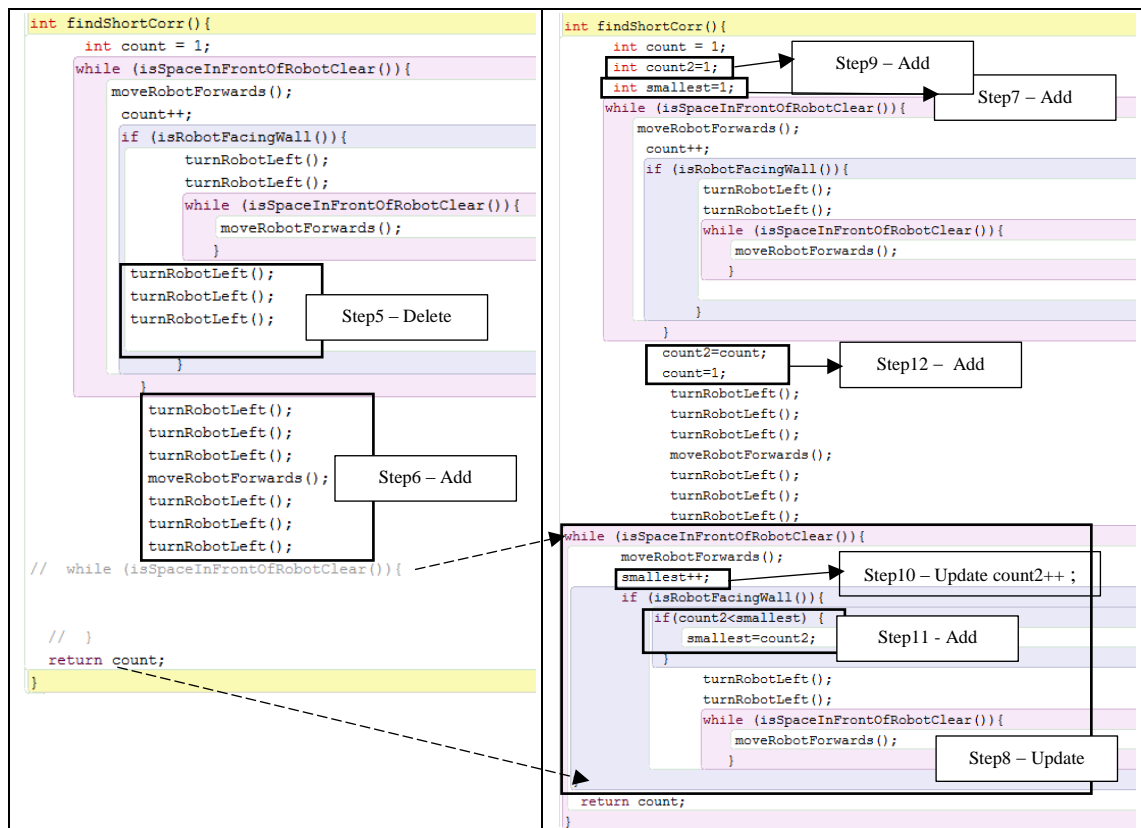 int findShortCorr(){
int count = 1;
while (isSpaceInFrontOfRobotClear()){
moveRobotForwards();
count++;
if (isRobotFacingWall()){
turnRobotLeft();
turnRobotLeft();
while (isSpaceInFrontOfRobotClear()){
moveRobotForwards();
}
turnRobotLeft();
turnRobotLeft();
turnRobotLeft();
Step5 – Delete
}
}
turnRobotLeft();
turnRobotLeft();
turnRobotLeft();
moveRobotForwards();
turnRobotLeft();
turnRobotLeft();
turnRobotLeft();
Step6 – Add
// while (isSpaceInFrontOfRobotClear()){
// }
return count;
}
int findShortCorr(){
int count = 1;
int count2=1;
Step9 – Add
int smallest=1;
Step7 – Add
while (isSpaceInFrontOfRobotClear()){
moveRobotForwards();
count++;
if (isRobotFacingWall()){
turnRobotLeft();
turnRobotLeft();
while (isSpaceInFrontOfRobotClear()){
moveRobotForwards();
}
}
}
count2=count;
count=1;
Step12 – Add
turnRobotLeft();
turnRobotLeft();
turnRobotLeft();
moveRobotForwards();
turnRobotLeft();
turnRobotLeft();
turnRobotLeft();
while (isSpaceInFrontOfRobotClear()){
moveRobotForwards();
smallest++;
Step10 – Update count2++ ;
if (isRobotFacingWall()){
if(count2<smallest) {
smallest=count2;
Step11 - Add
}
turnRobotLeft();
turnRobotLeft();
while (isSpaceInFrontOfRobotClear()){
moveRobotForwards();
}
Step8 – Update
}
return count;
}